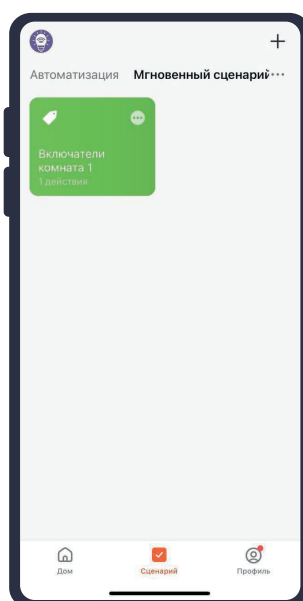 Автоматизация Мгновенный сценарий ...
Включатели
комната 1
1 действия
Дом Сценарий Профиль